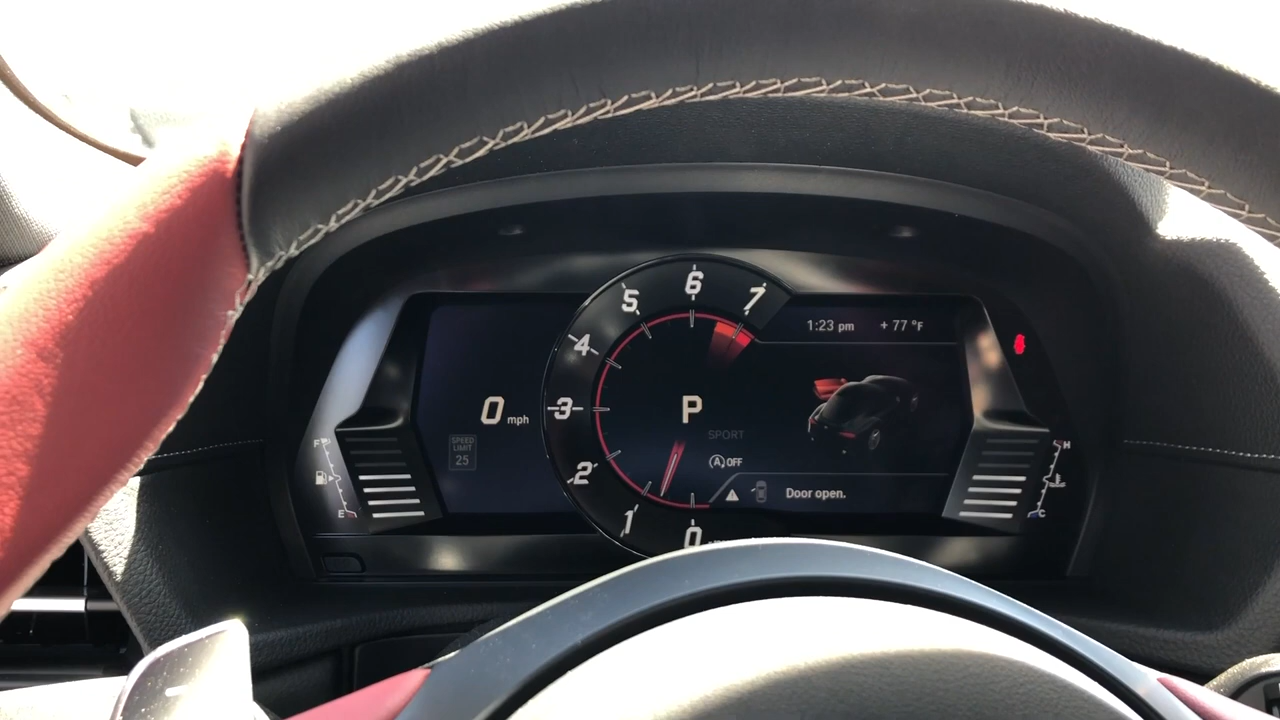 6
5
7
1:23 pm
+ 77 °F
4
3
0 mph
P
SPORT
SPEED
LIMIT
25
F
H
A OFF
2
Door open.
E
C
1
0